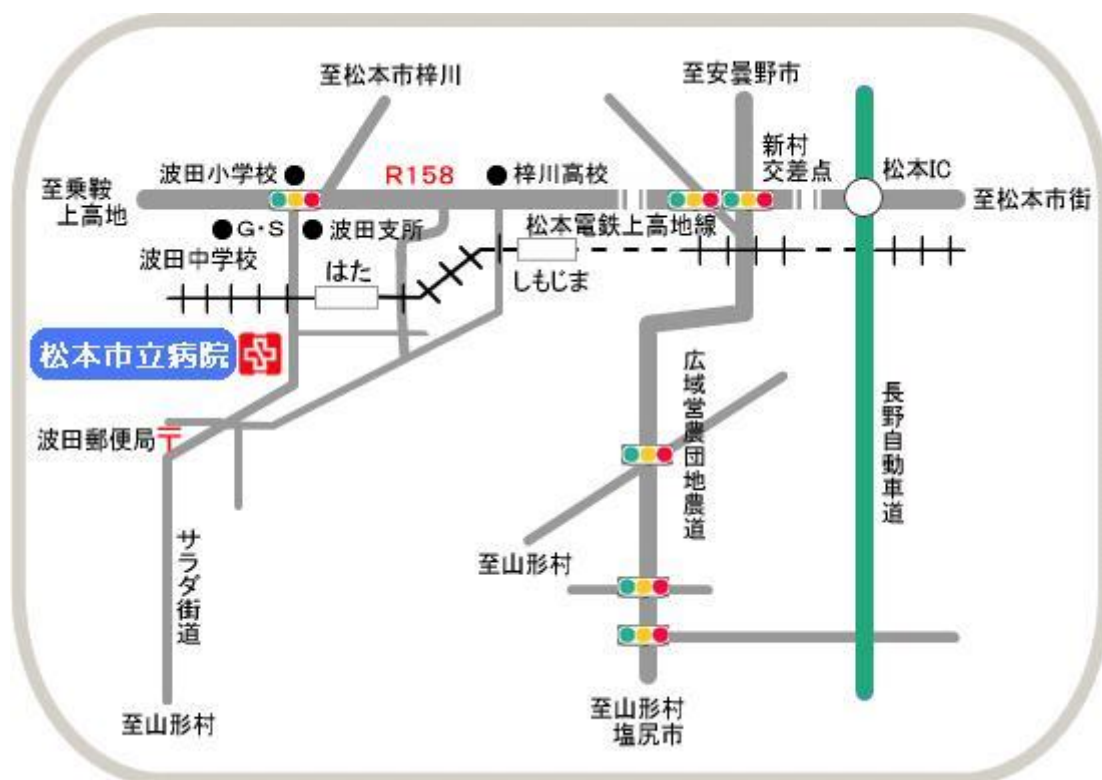 至松本市梓川
至安曇野市
新村
交差点
波田小学校
R158
梓川高校
松本IC
至乗鞍
上高地
至松本市街
G・S
波田支所
松本電鉄上高地線
波田中学校
はた
しもじま
松本市立病院
広域営農団地農道
長野自動車道
波田郵便局
〒
サラダ街道
至山形村
至山形村
至山形村
塩尻市